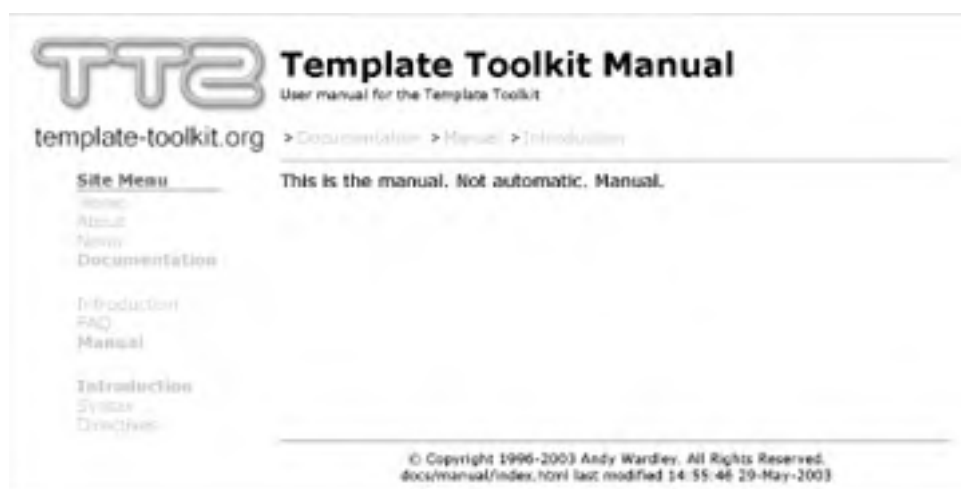 TT2
template-toolkit.org
Template Toolkit Manual
User manual for the Template Toolkit
> Documentation > Manual > Introduction
This is the manual. Not automatic. Manual.
Site Menu
Home
About
News
Documentation
Introduction
FAQ
Manual
Introduction
Syntax
Directives
© Copyright 1996-2003 Andy Wardley. All Rights Reserved.
docs/manual/index.html last modified 14:55:46 29-May-2003